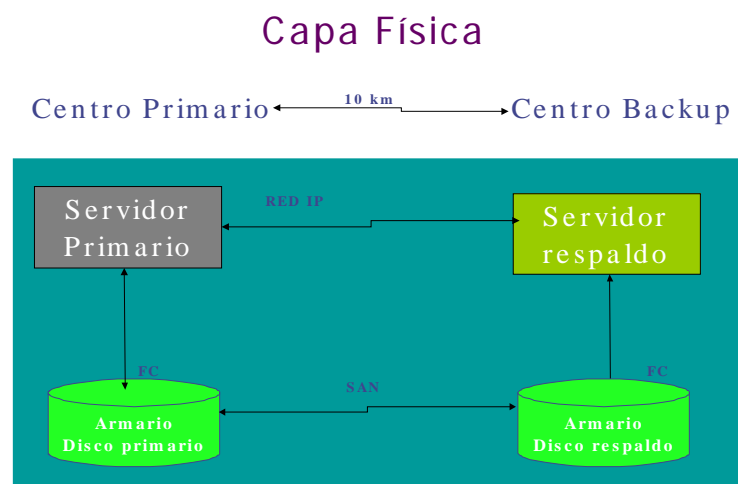 Capa Física
Centro Primario
10 km
Centro Backup
Servidor
Primario
RED IP
Servidor
respaldo
FC
SAN
FC
Armario
Disco primario
Armario
Disco respaldo